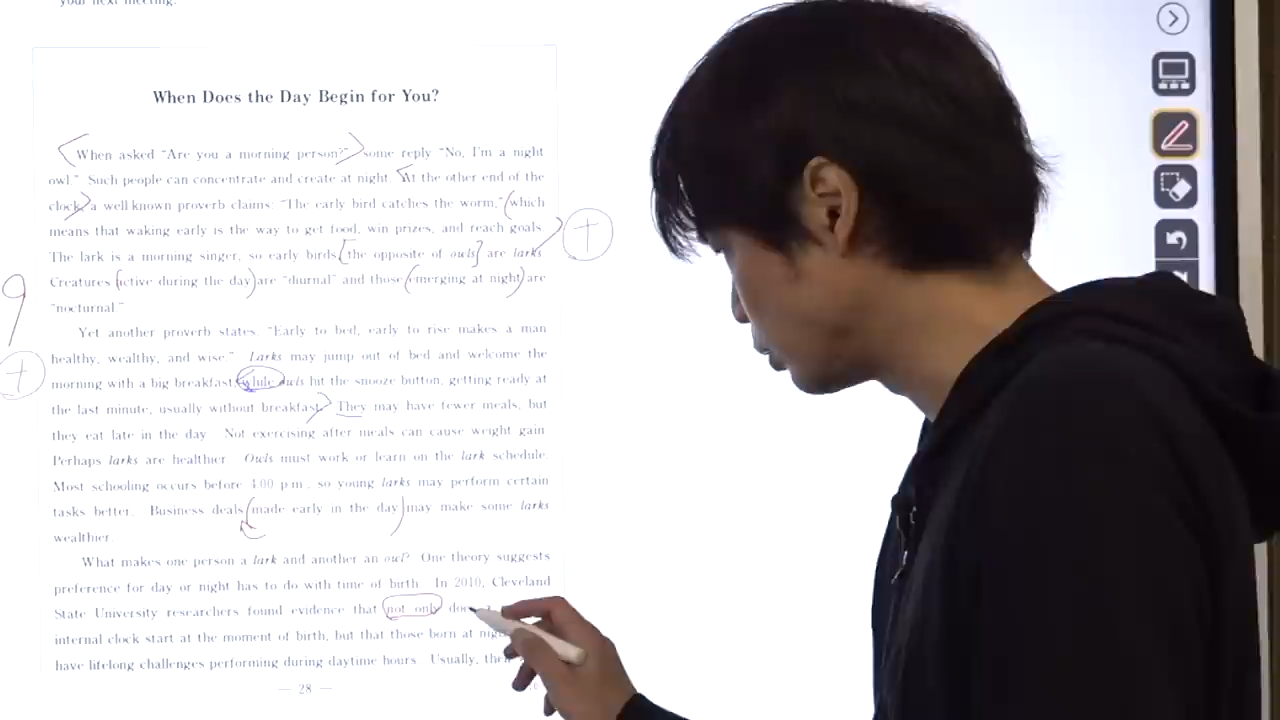 your next meeting.
When Does the Day Begin for You?
When asked "Are you a morning person?" some reply "No, I'm a night
owl." Such people can concentrate and create at night. At the other end of the
clock, a well known proverb claims: "The early bird catches the worm," which
means that waking early is the way to get food, win prizes, and reach goals.
The lark is a morning singer, so early birds, the opposite of owls, are larks.
Creatures active during the day are "diurnal" and those emerging at night are
"nocturnal."
9
+
Yet another proverb states: "Early to bed, early to rise makes a man
healthy, wealthy, and wise." Larks may jump out of bed and welcome the
+
morning with a big breakfast, while owls hit the snooze button, getting ready at
the last minute, usually without breakfast. They may have fewer meals, but
they eat late in the day. Not exercising after meals can cause weight gain.
Perhaps larks are healthier. Owls must work or learn on the lark schedule.
Most schooling occurs before 4:00 p.m., so young larks may perform certain
tasks better. Business deals made early in the day may make some larks
wealthier.
What makes one person a lark and another an owl? One theory suggests
preference for day or night has to do with time of birth. In 2010, Cleveland
State University researchers found evidence that not only
internal clock start at the moment of birth, but that those born at
have lifelong challenges performing during daytime hours. Usually,
— 28 —